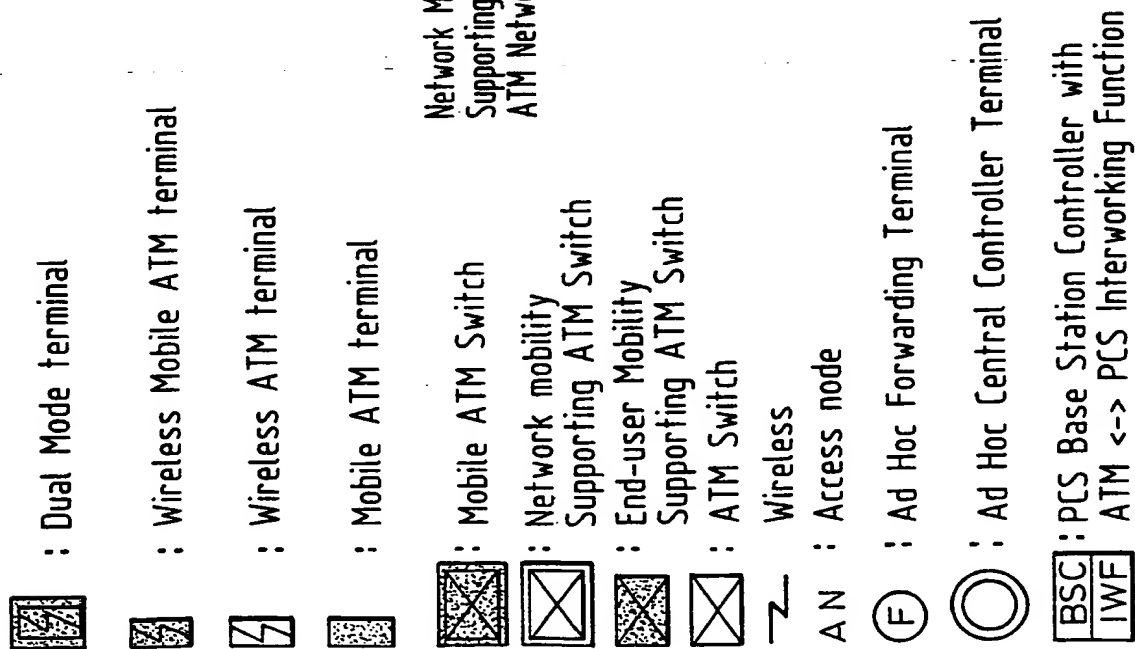 : Dual Mode terminal
: Wireless Mobile ATM terminal
: Wireless ATM terminal
: Mobile ATM terminal
: Mobile ATM Switch
: Network mobility
Supporting ATM Switch
: End-user Mobility
Supporting ATM Switch
: ATM Switch
Wireless
AN : Access node
F : Ad Hoc Forwarding Terminal
: Ad Hoc Central Controller Terminal
BSC : PCS Base Station Controller with
IWF ATM <-> PCS Interworking Function
Network
Supporting
ATM